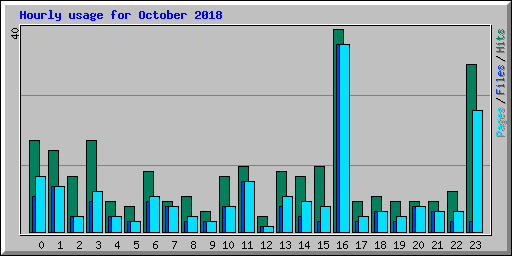 Hourly usage for October 2018
40
Pages/Files/Hits
0 1 2 3 4 5 6 7 8 9 10 11 12 13 14 15 16 17 18 19 20 21 22 23